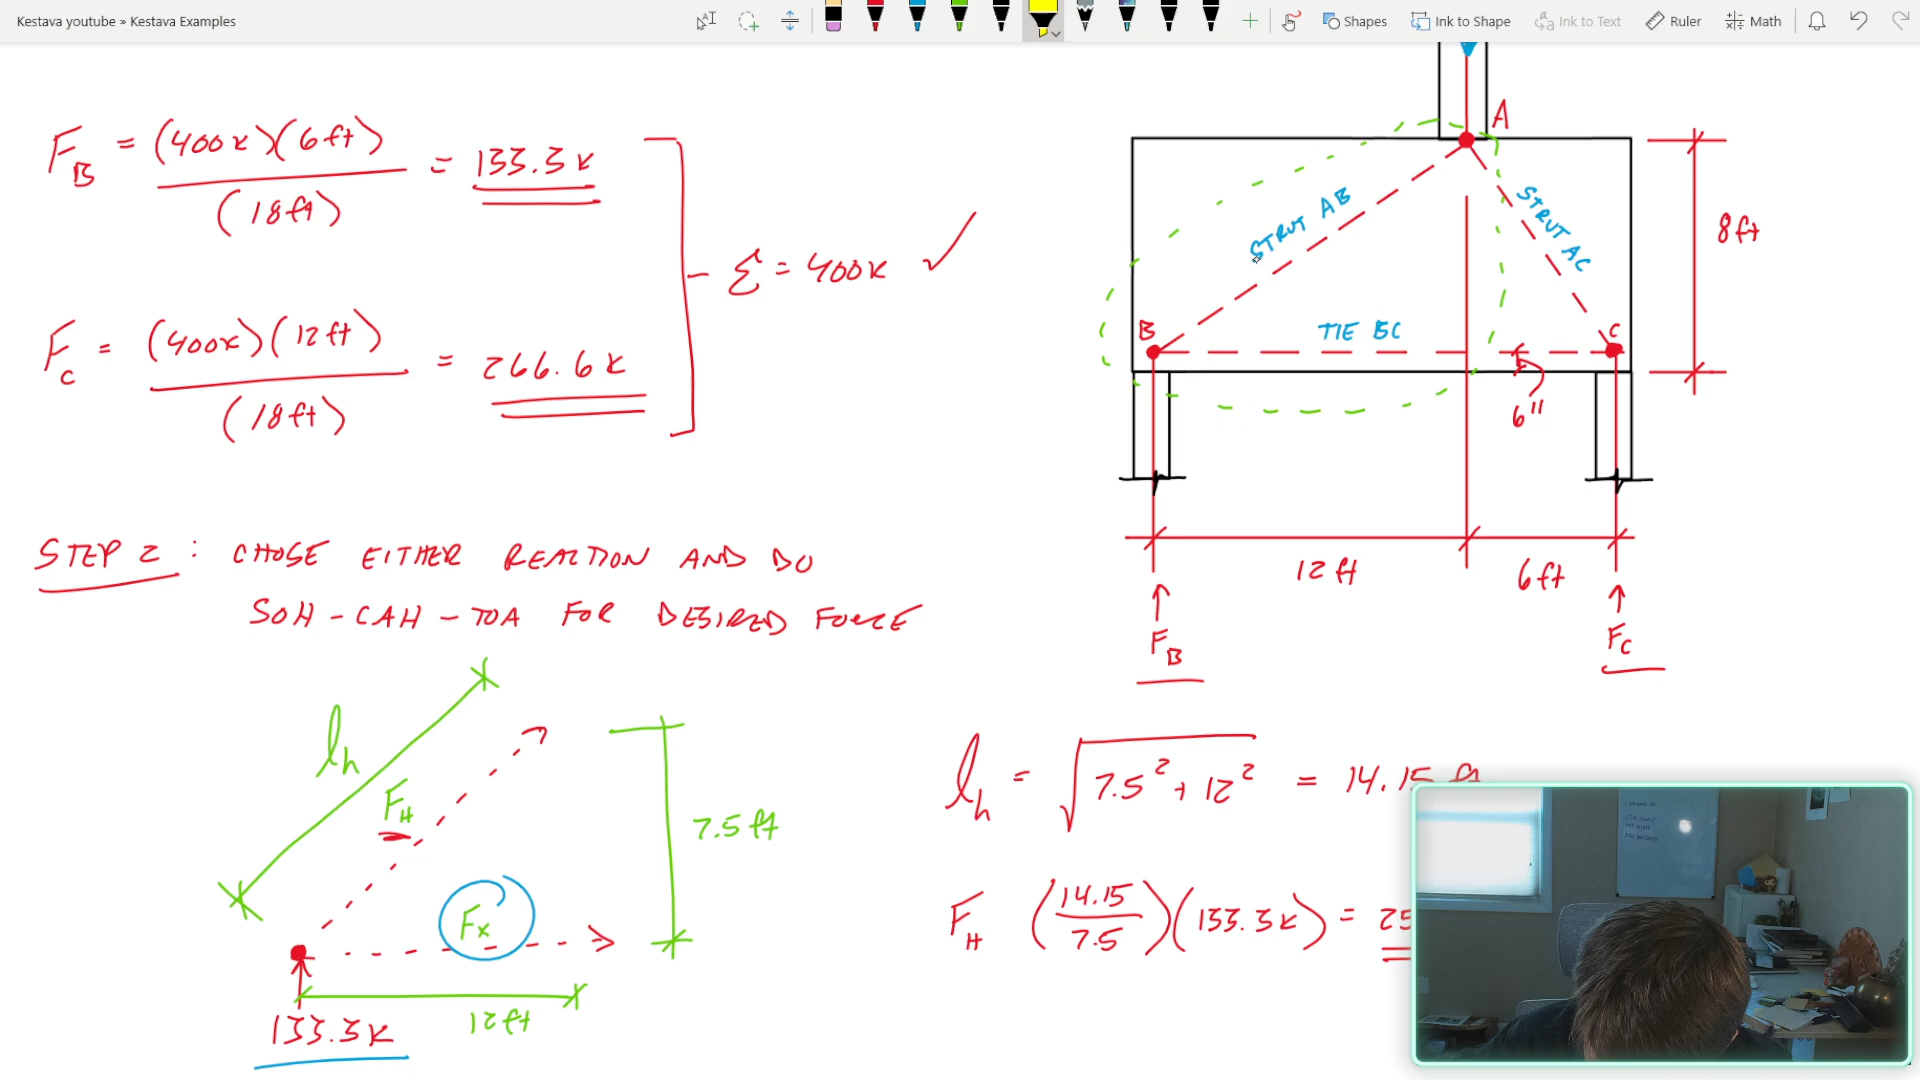 Kestava youtube » Kestava Examples
Shapes
Ink to Shape
Ink to Text
Ruler
Math
F_B = (400K)(6ft) / (18ft) = 133.3K
F_C = (400K)(12ft) / (18ft) = 266.6K
Σ = 400K ✓
A
STRUT AB
STRUT AC
8ft
B
TIE BC
C
6"
12ft
6ft
F_B
F_C
STEP 2 : CHOSE EITHER REACTION AND DO
SOH - CAH - TOA FOR DESIRED FORCE
l_h
F_H
7.5ft
F_x
12ft
133.3K
l_h = √7.5² + 12² = 14.15 ft
F_H (14.15 / 7.5)(133.3K) = 25